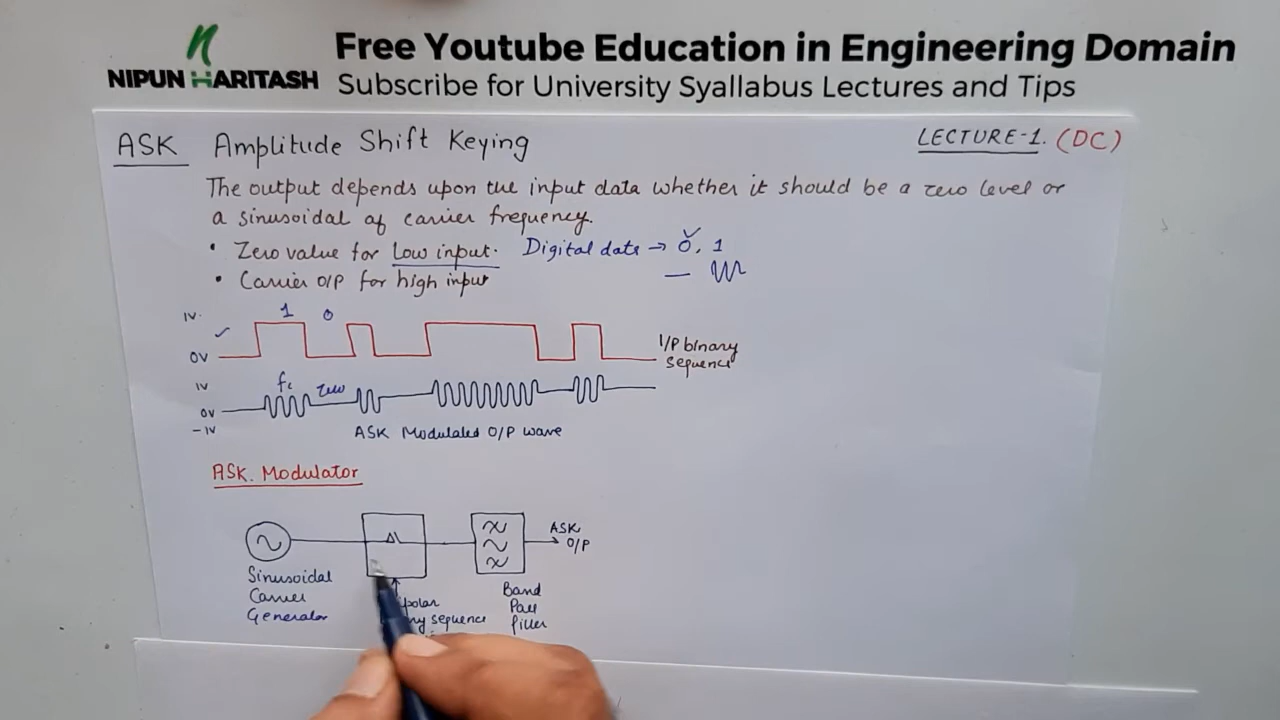 NIPUN HARITASH
Free Youtube Education in Engineering Domain
Subscribe for University Syallabus Lectures and Tips
ASK Amplitude Shift Keying
LECTURE-1. (DC)
The output depends upon the input data whether it should be a zero level or
a sinusoidal of carrier frequency.
• Zero value for Low input. Digital data → 0, 1
• Carrier O/P for high input
1V
1 0
0V
I/P binary
sequence
1V
fc zero
0V
-1V
ASK Modulated O/P wave
ASK Modulator
ASK
O/P
Sinusoidal
Carrier
Generator
sequence
Band
Pass
filter